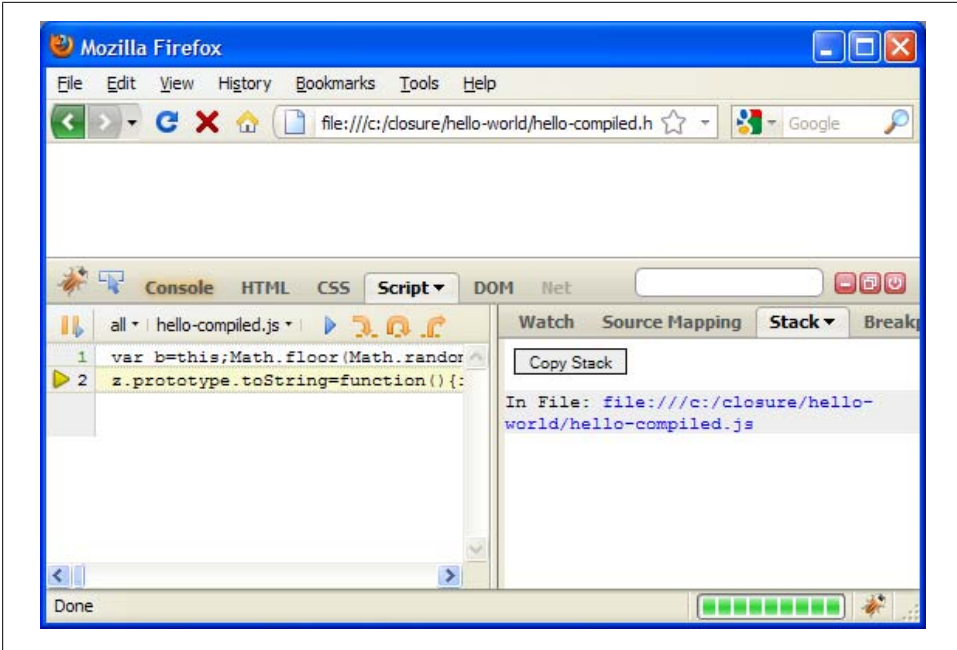 Mozilla Firefox
File Edit View History Bookmarks Tools Help
file:///c:/closure/hello-world/hello-compiled.h Google
Console HTML CSS Script DOM Net
all hello-compiled.js Watch Source Mapping Stack Break
1 var b=this;Math.floor(Math.random
2 z.prototype.toString=function(){
Copy Stack
In File: file:///c:/closure/hello-
world/hello-compiled.js
Done